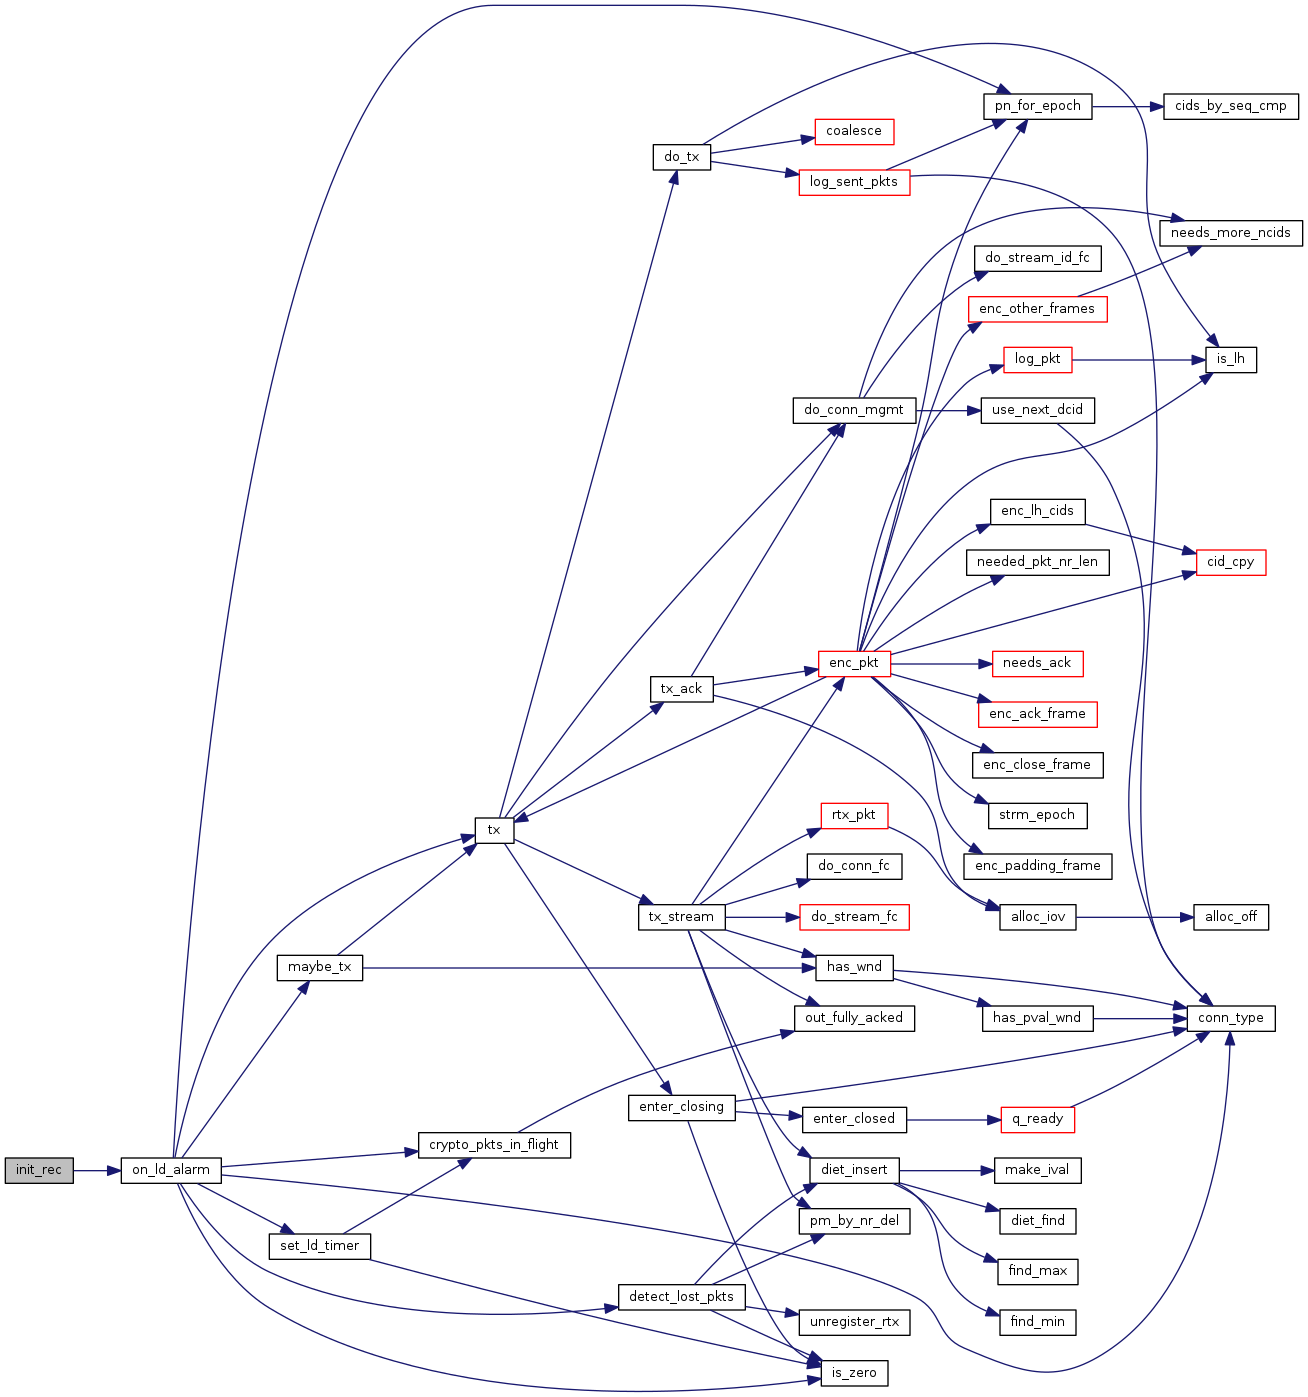 pn_for_epoch
cids_by_seq_cmp
coalesce
do_tx
log_sent_pkts
needs_more_ncids
do_stream_id_fc
enc_other_frames
log_pkt
is_lh
do_conn_mgmt
use_next_dcid
enc_lh_cids
needed_pkt_nr_len
cid_cpy
enc_pkt
needs_ack
tx_ack
enc_ack_frame
enc_close_frame
rtx_pkt
strm_epoch
tx
do_conn_fc
enc_padding_frame
tx_stream
do_stream_fc
alloc_iov
alloc_off
maybe_tx
has_wnd
out_fully_acked
has_pval_wnd
conn_type
enter_closing
enter_closed
q_ready
crypto_pkts_in_flight
init_rec
on_ld_alarm
diet_insert
make_ival
pm_by_nr_del
diet_find
set_ld_timer
find_max
detect_lost_pkts
unregister_rtx
find_min
is_zero